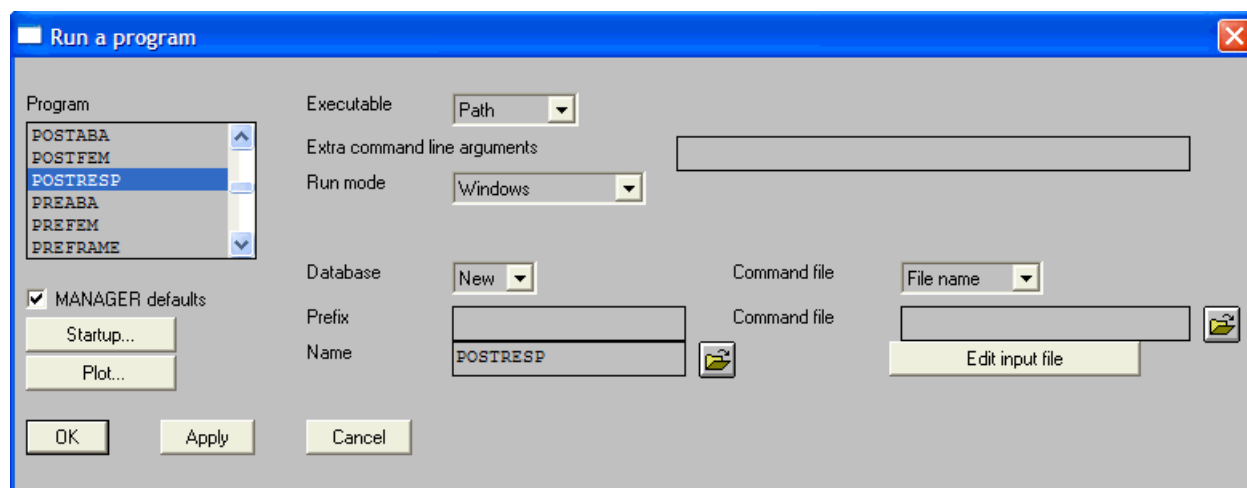 Run a program
Program
POSTABA
POSTFEM
POSTRESP
PREABA
PREFEM
PREFRAME
MANAGER defaults
Startup...
Plot...
Executable
Path
Extra command line arguments
Run mode
Windows
Database
New
Prefix
Name
POSTRESP
Command file
File name
Command file
Edit input file
OK
Apply
Cancel